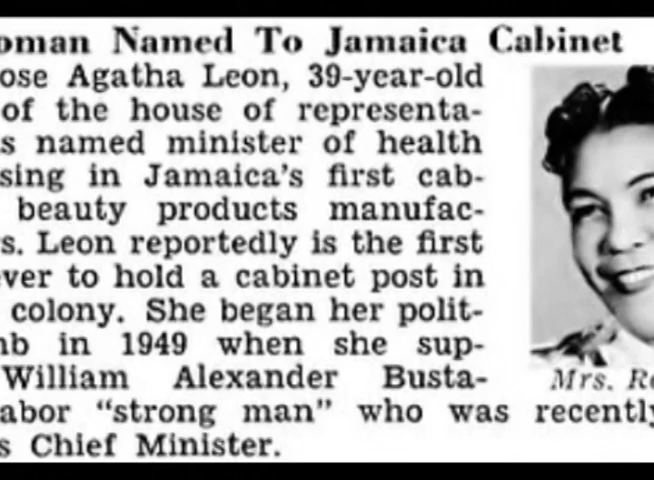 oman Named To Jamaica Cabinet
ose Agatha Leon, 39-year-old
of the house of representa-
s named minister of health
sing in Jamaica's first cab-
beauty products manufac-
s. Leon reportedly is the first
ver to hold a cabinet post in
colony. She began her polit-
mb in 1949 when she sup-
William Alexander Busta-
abor "strong man" who was recently
s Chief Minister.
Mrs. Ro